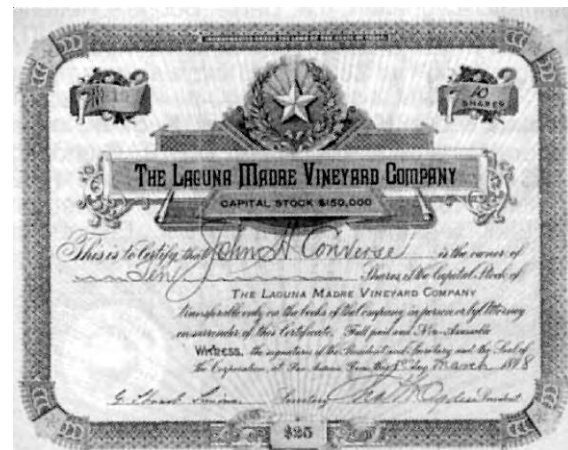 10
SHARES
THE LAGUNA MADRE VINEYARD COMPANY
CAPITAL STOCK $150,000
This is to Certify that John H Converse is the owner of
Ten Shares of the Capital Stock of
THE LAGUNA MADRE VINEYARD COMPANY
transferable only on the books of the Company in person or by Attorney
on surrender of this Certificate. Full paid and Non-Assessable
WITNESS, the signatures of the President and Secretary and the Seal of
the Corporation, at San Antonio Texas this 1st day March 1898
Secretary President
$25